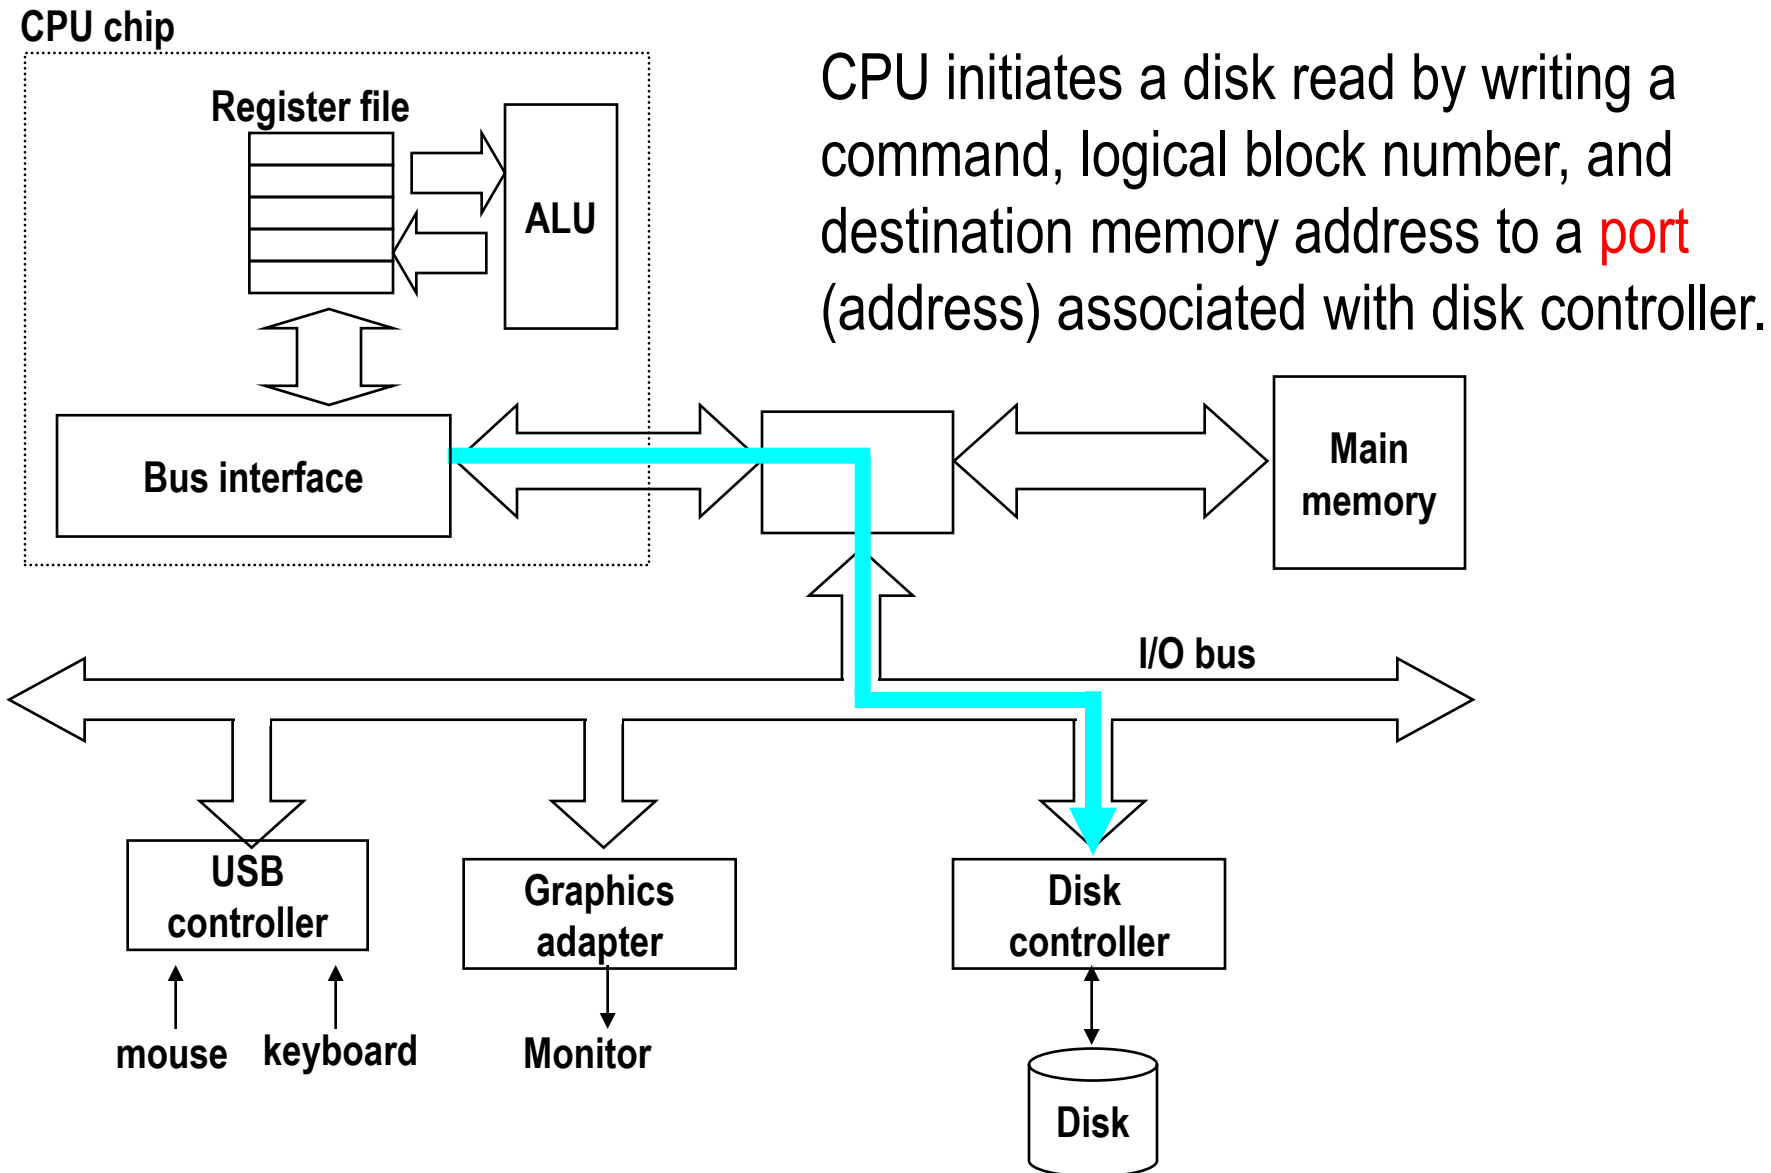 CPU chip
CPU initiates a disk read by writing a
command, logical block number, and
destination memory address to a port
(address) associated with disk controller.
Register file
ALU
Bus interface
Main
memory
I/O bus
USB
controller
Graphics
adapter
Disk
controller
mouse
keyboard
Monitor
Disk